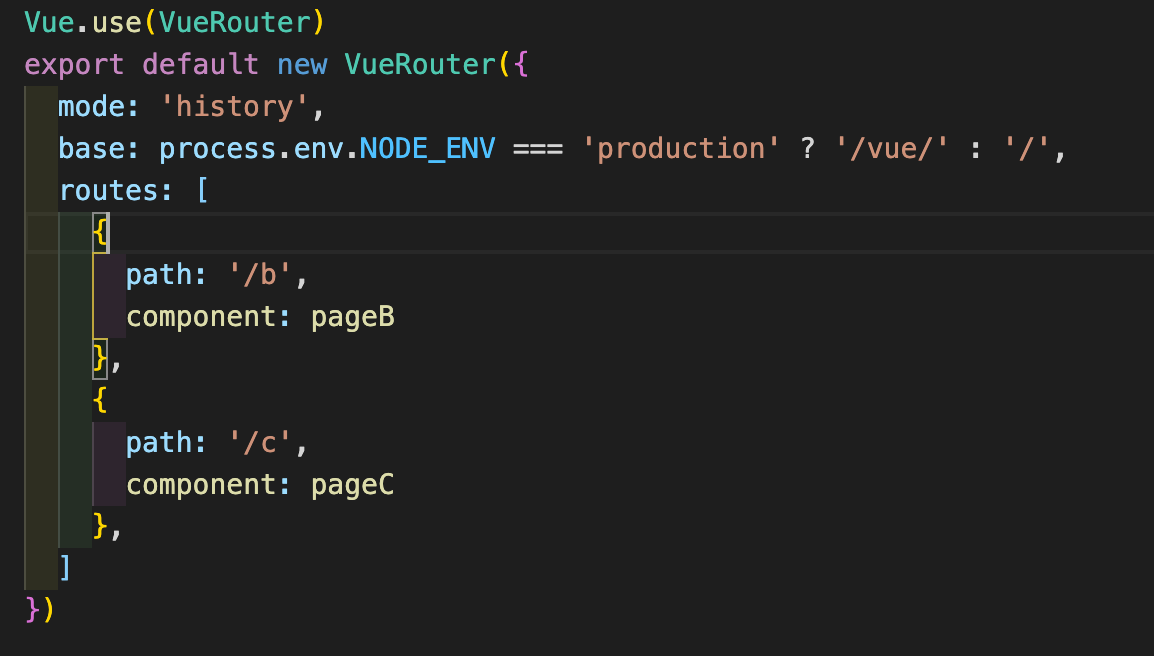 Vue.use(VueRouter)
export default new VueRouter({
  mode: 'history',
  base: process.env.NODE_ENV === 'production' ? '/vue/' : '/',
  routes: [
    {
      path: '/b',
      component: pageB
    },
    {
      path: '/c',
      component: pageC
    },
  ]
})